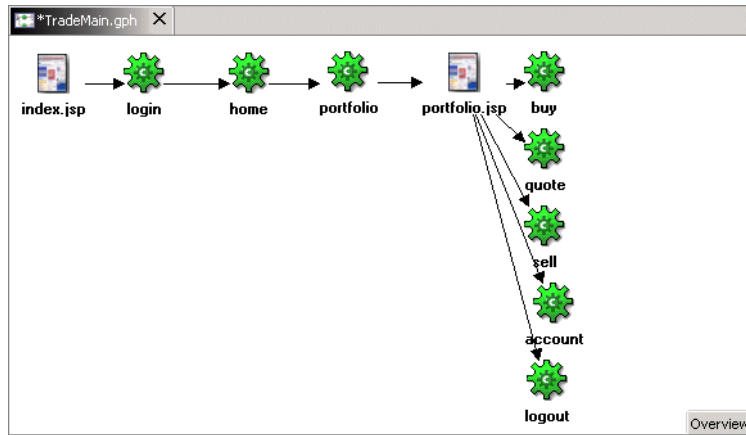 *TradeMain.gph
index.jsp login home portfolio portfolio.jsp buy
quote
sell
account
logout
Overview